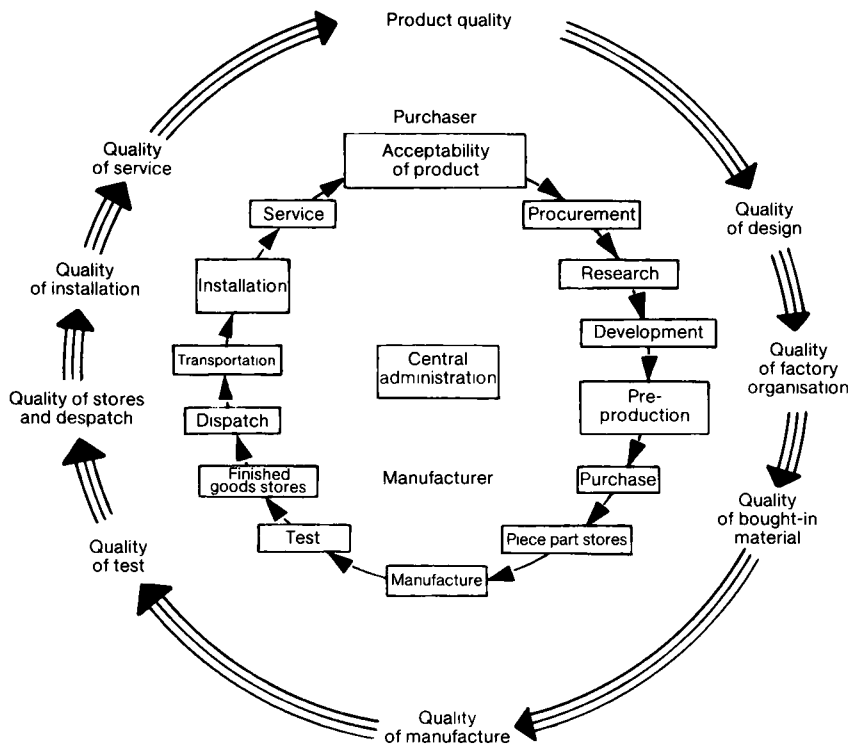 Product quality
Purchaser
Acceptability
of product
Quality
of service
Service
Procurement
Quality
of design
Quality
of installation
Installation
Research
Development
Transportation
Central
administration
Quality
of factory
organisation
Quality of stores
and despatch
Dispatch
Pre-
production
Finished
goods stores
Manufacturer
Purchase
Quality
of bought-in
material
Quality
of test
Test
Piece part stores
Manufacture
Quality
of manufacture